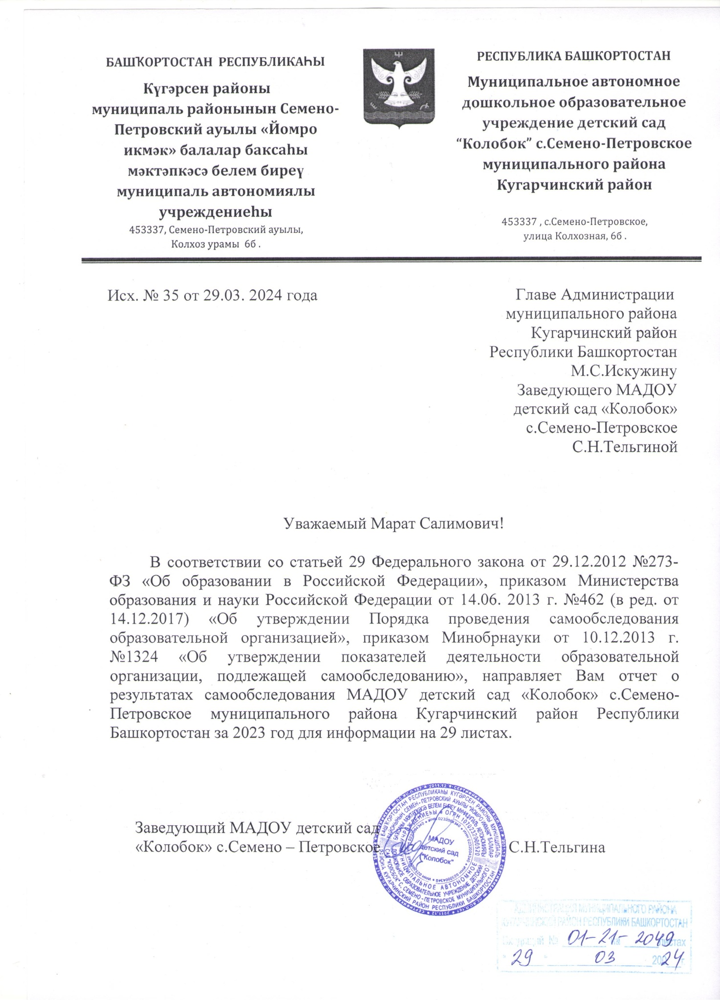 БАШҠОРТОСТАН РЕСПУБЛИКАҺЫ
Күгәрсен районы
муниципаль районынын Семено-
Петровский ауылы «Йомро
икмәк» балалар баксаһы
мәктәпкәсә белем биреү
муниципаль автономиялы
учреждениеһы
453337, Семено-Петровский ауылы,
Колхоз урамы 6б .
РЕСПУБЛИКА БАШКОРТОСТАН
Муниципальное автономное
дошкольное образовательное
учреждение детский сад
“Колобок” с.Семено-Петровское
муниципального района
Кугарчинский район
453337 , с.Семено-Петровское,
улица Колхозная, 6б .
Исх. № 35 от 29.03. 2024 года
Главе Администрации
муниципального района
Кугарчинский район
Республики Башкортостан
М.С.Искужину
Заведующего МАДОУ
детский сад «Колобок»
с.Семено-Петровское
С.Н.Тельгиной
Уважаемый Марат Салимович!
В соответствии со статьей 29 Федерального закона от 29.12.2012 №273-
ФЗ «Об образовании в Российской Федерации», приказом Министерства
образования и науки Российской Федерации от 14.06. 2013 г. №462 (в ред. от
14.12.2017) «Об утверждении Порядка проведения самообследования
образовательной организацией», приказом Минобрнауки от 10.12.2013 г.
№1324 «Об утверждении показателей деятельности образовательной
организации, подлежащей самообследованию», направляет Вам отчет о
результатах самообследования МАДОУ детский сад «Колобок» с.Семено-
Петровское муниципального района Кугарчинский район Республики
Башкортостан за 2023 год для информации на 29 листах.
Заведующий МАДОУ детский сад
«Колобок» с.Семено – Петровское С.Н.Тельгина
МАДОУ
детский сад
"Колобок"
АДМИНИСТРАЦИЯ МУНИЦИПАЛЬНОГО РАЙОНА
КУГАРЧИНСКИЙ РАЙОН РЕСПУБЛИКИ БАШКОРТОСТАН
Входящий № 01-21-2049 на листах
" 29 " 03 200 24 г.